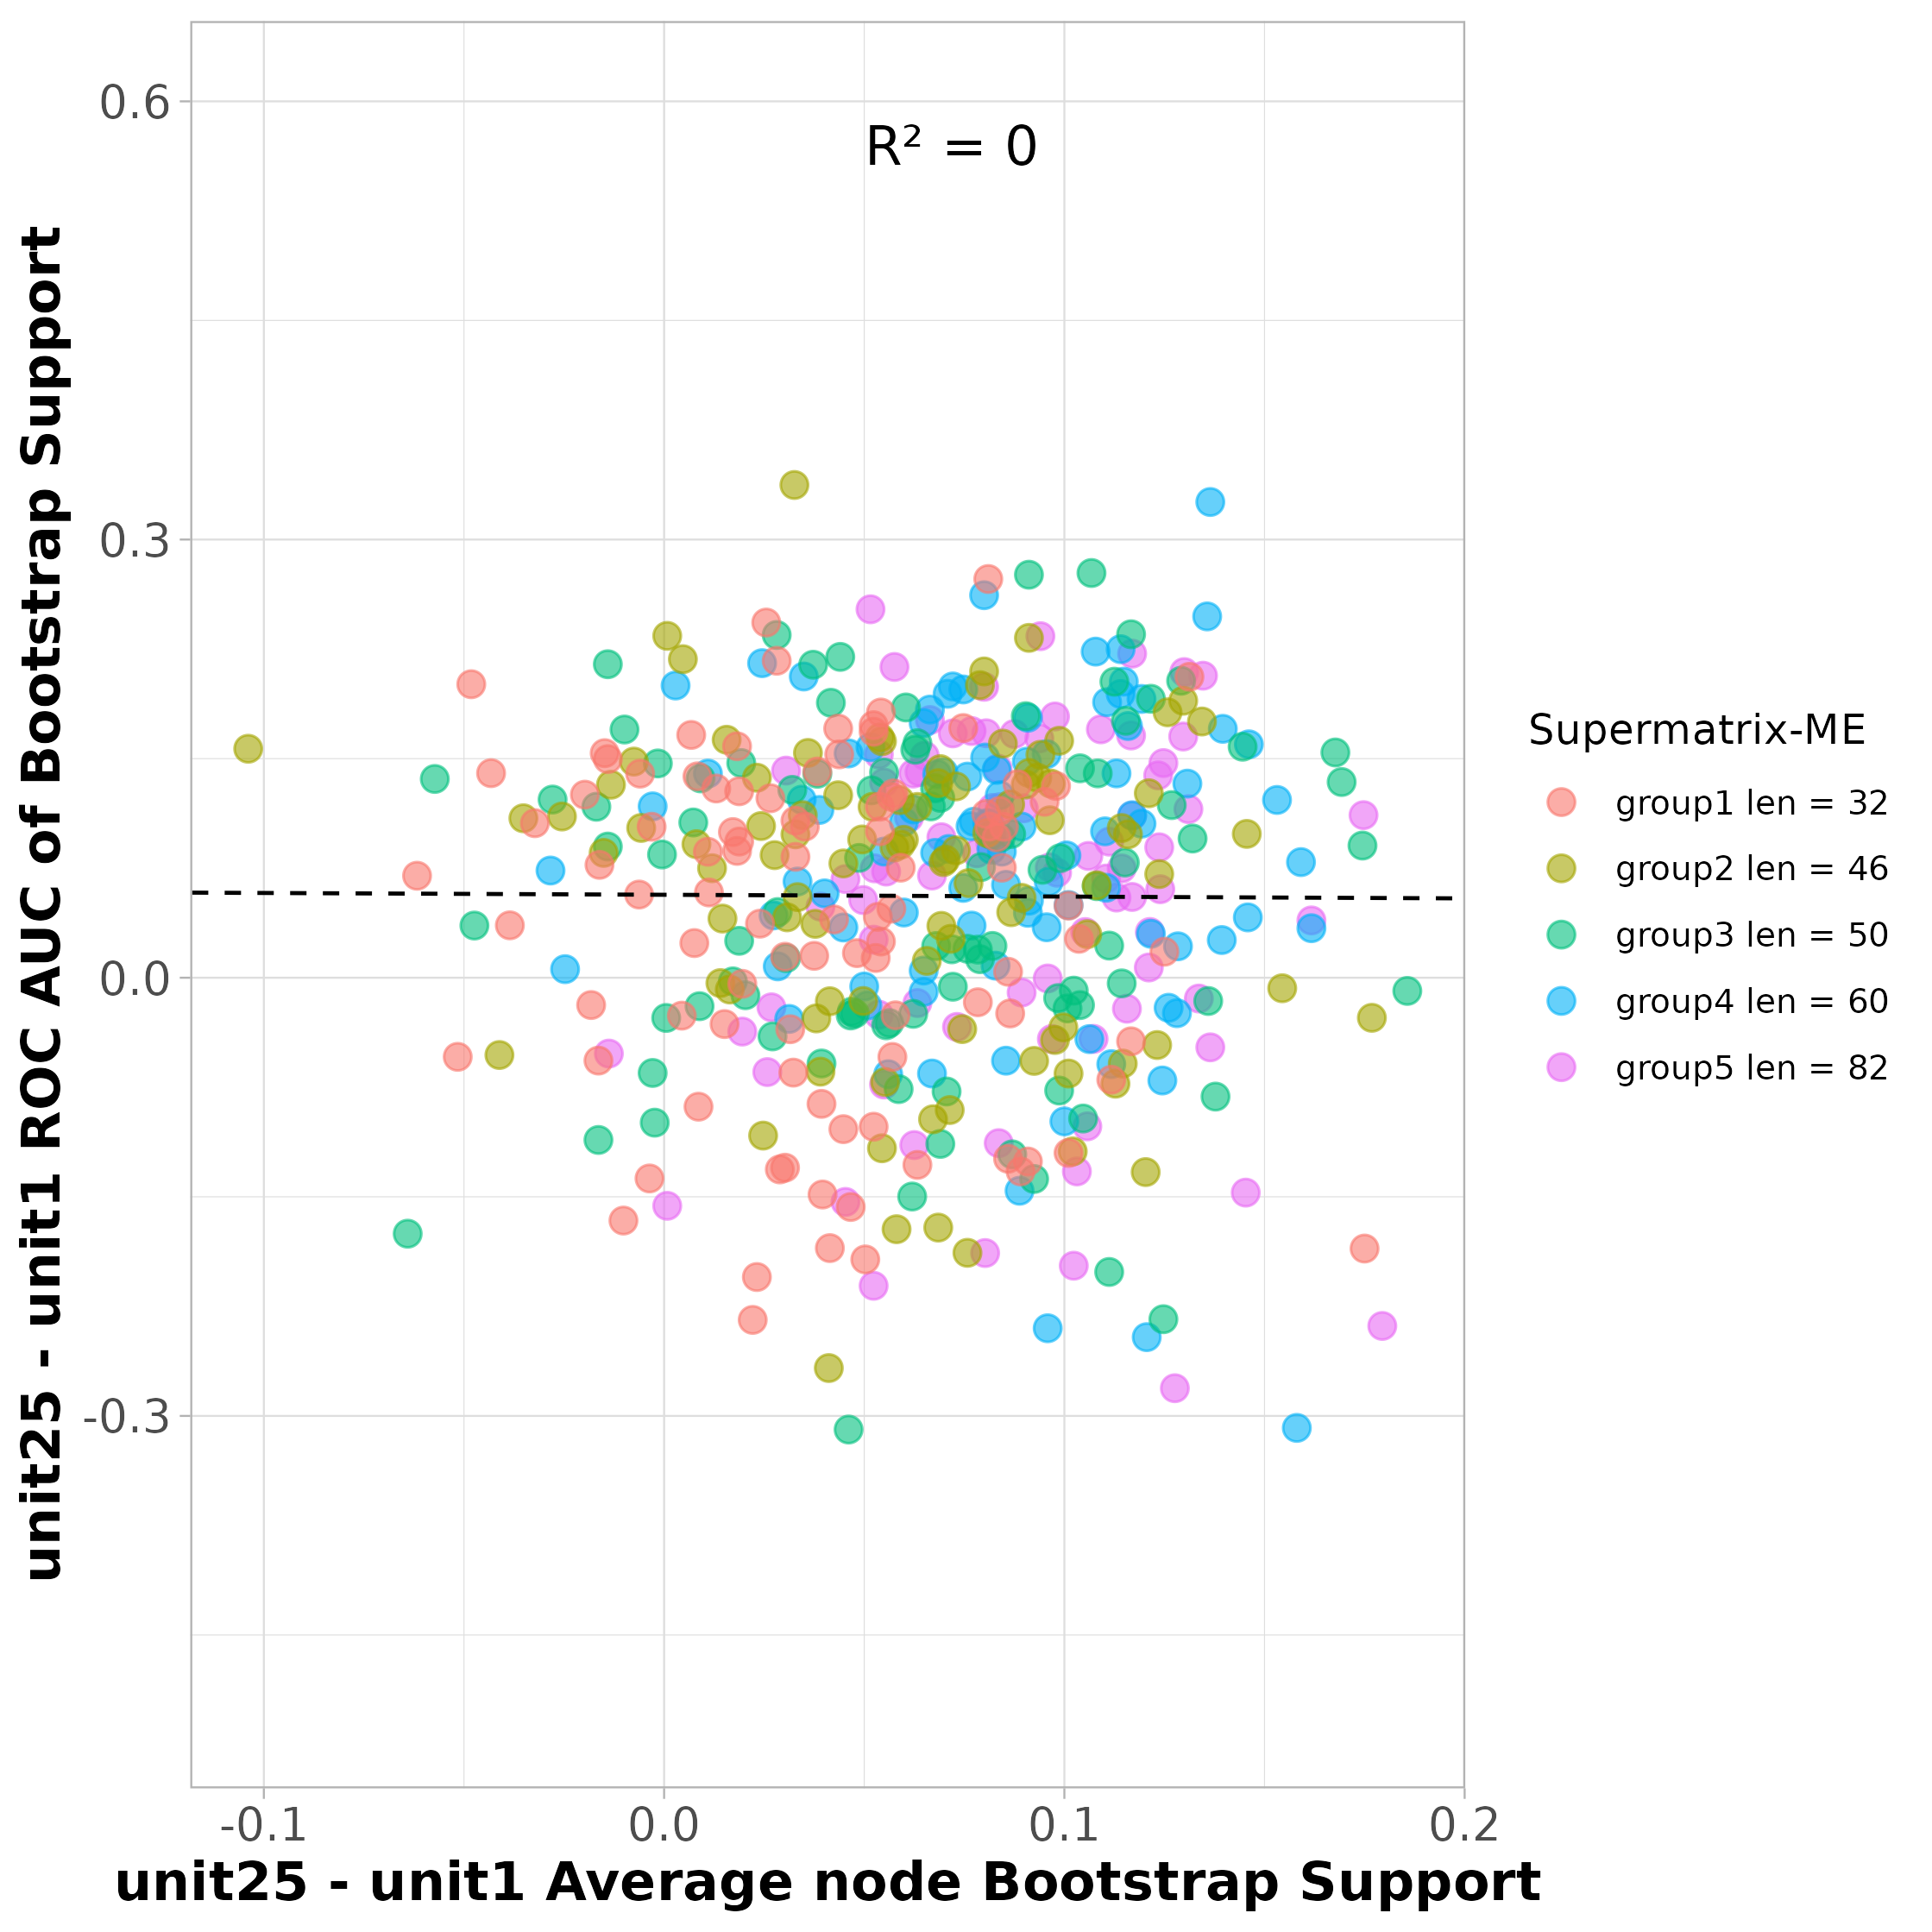 0.6
0.3
0.0
-0.3
unit25 - unit1 ROC AUC of Bootstrap Support
R² = 0
-0.1
0.0
0.1
0.2
unit25 - unit1 Average node Bootstrap Support
Supermatrix-ME
group1 len = 32
group2 len = 46
group3 len = 50
group4 len = 60
group5 len = 82